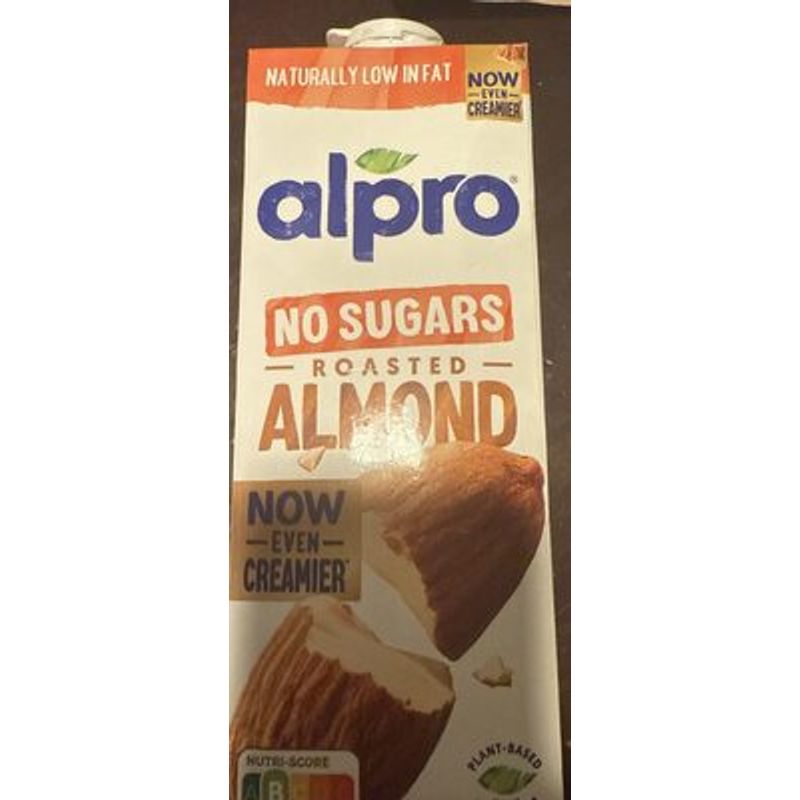 NATURALLY LOW IN FAT
NOW
EVEN
CREAMIER
alpro®
NO SUGARS
ROASTED
ALMOND
NOW
EVEN
CREAMIER*
NUTRI-SCORE
A B
PLANT-BASED